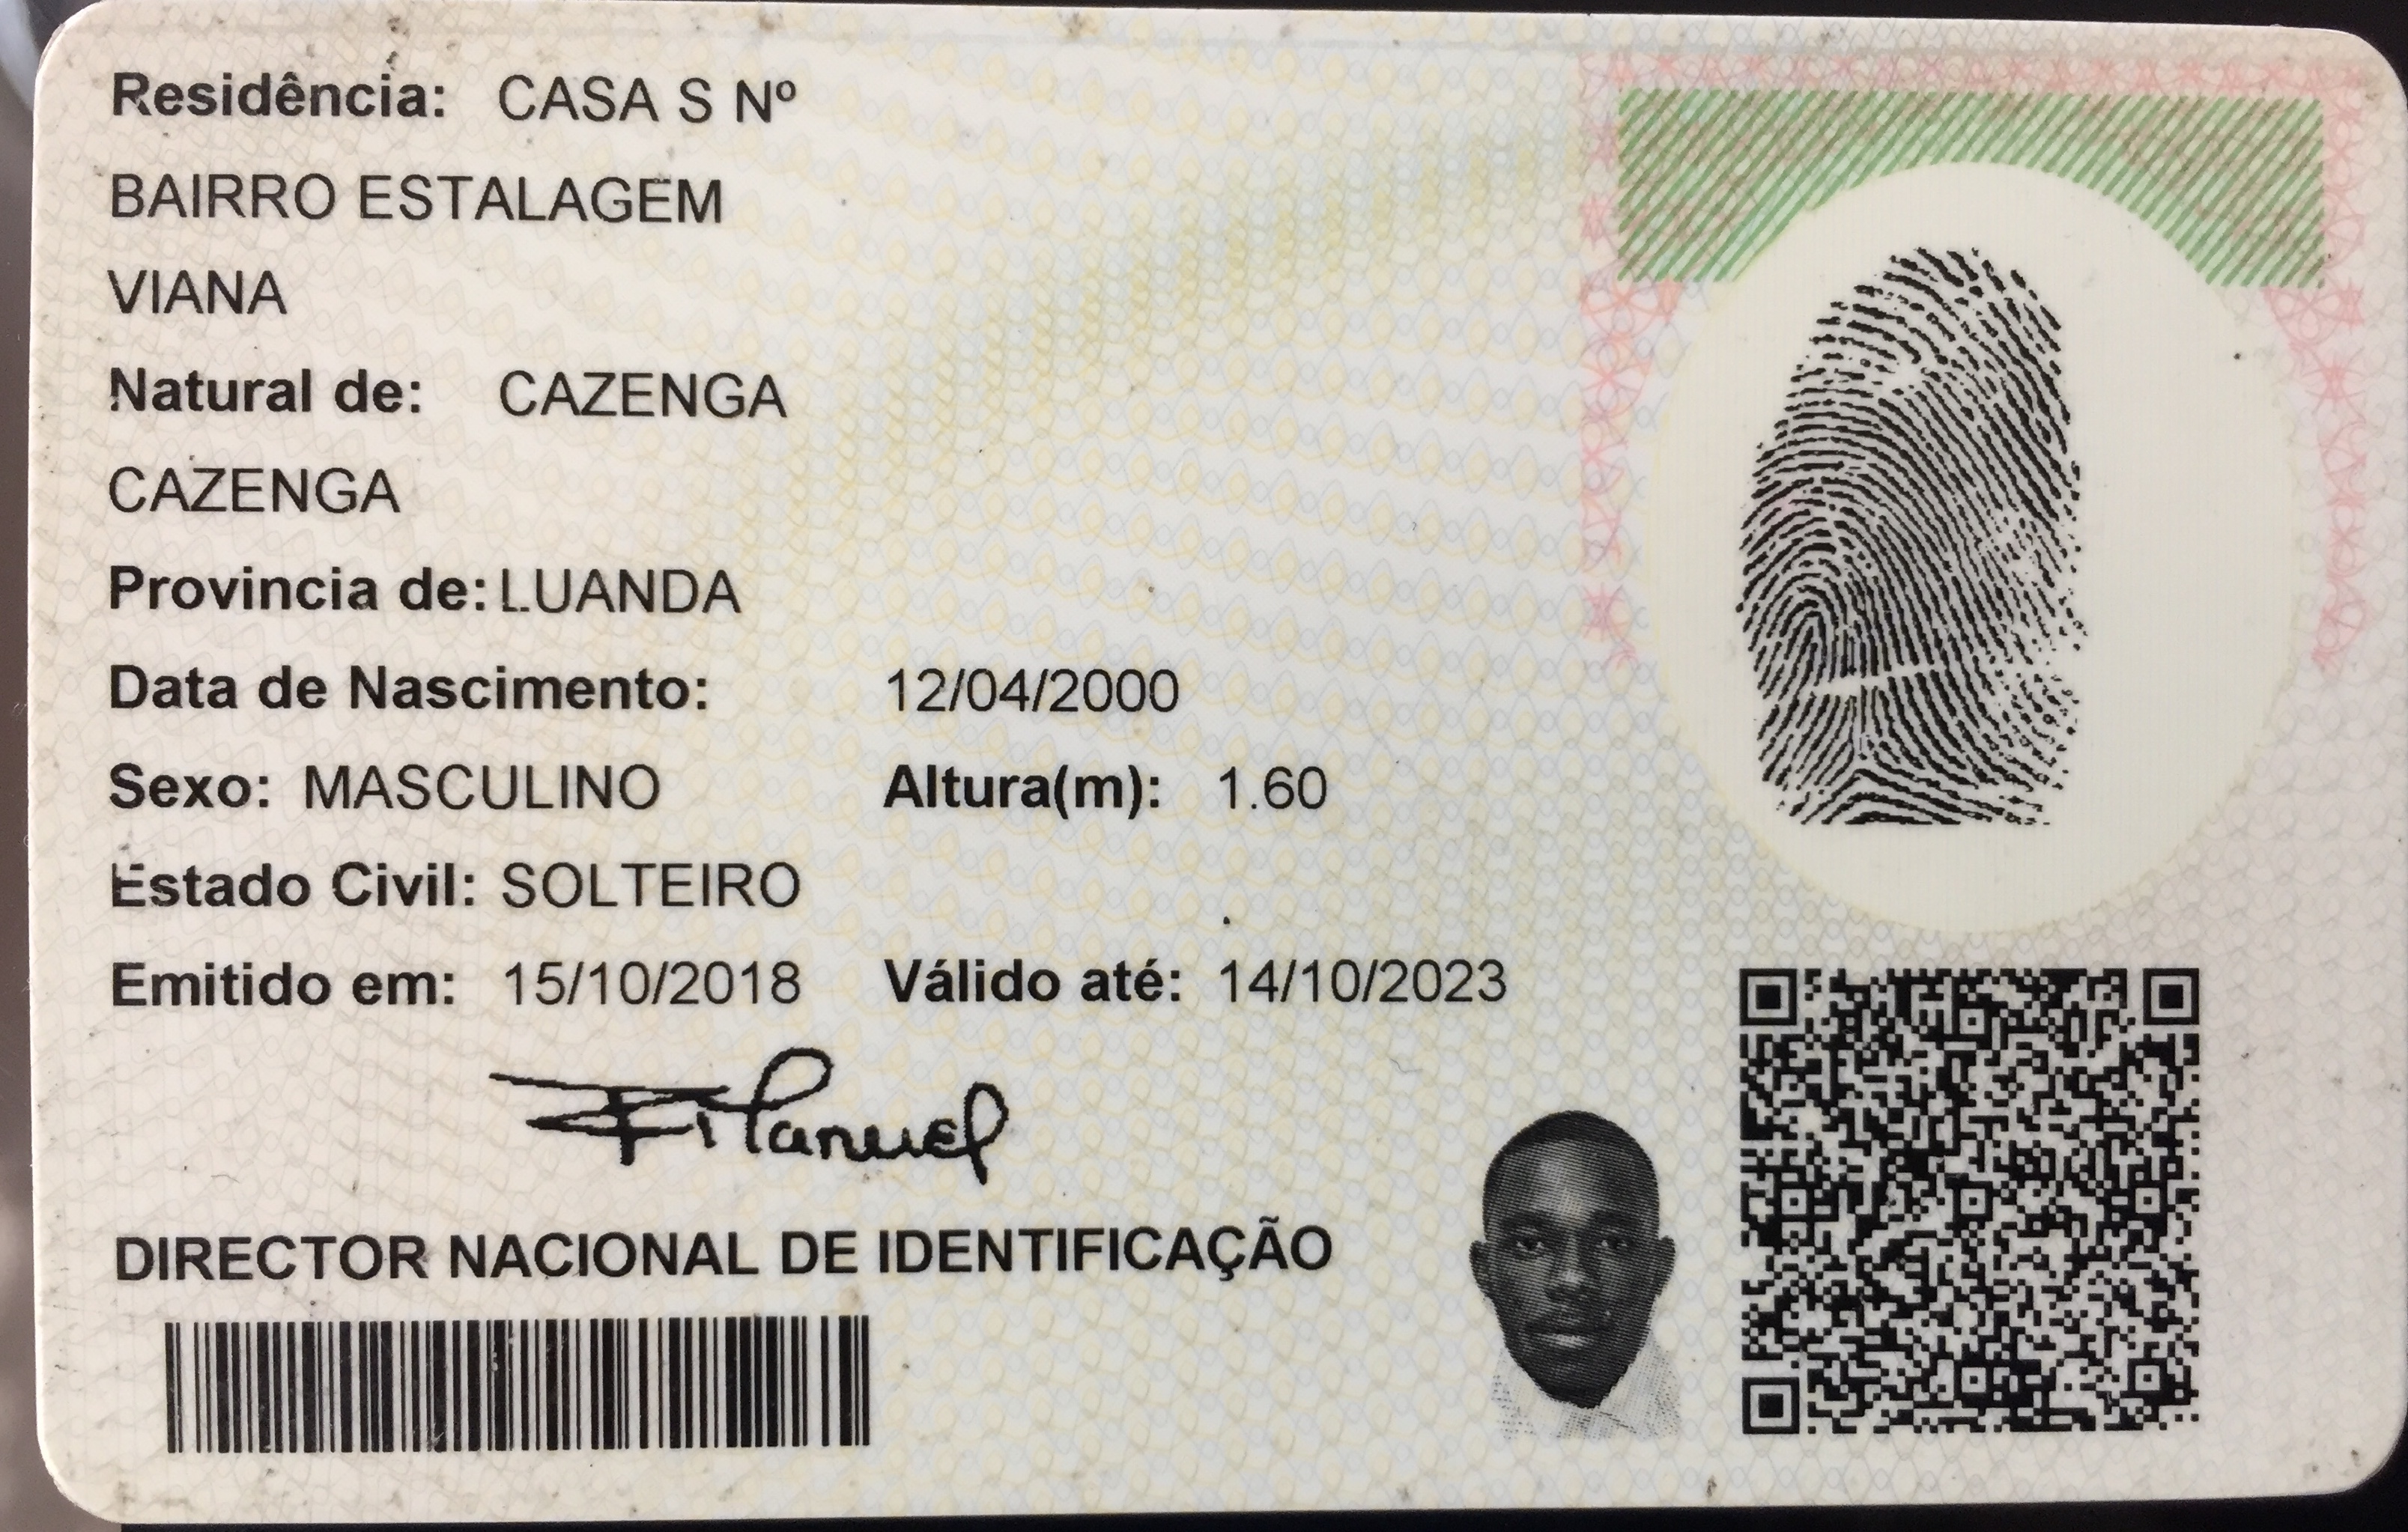 Residência: CASA S Nº
BAIRRO ESTALAGEM
VIANA
Natural de: CAZENGA
CAZENGA
Provincia de: LUANDA
Data de Nascimento: 12/04/2000
Sexo: MASCULINO Altura(m): 1.60
Estado Civil: SOLTEIRO
Emitido em: 15/10/2018 Válido até: 14/10/2023
DIRECTOR NACIONAL DE IDENTIFICAÇÃO